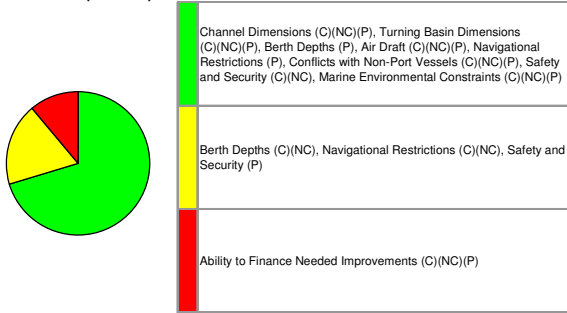 Channel Dimensions (C)(NC)(P), Turning Basin Dimensions
(C)(NC)(P), Berth Depths (P), Air Draft (C)(NC)(P), Navigational
Restrictions (P), Conflicts with Non-Port Vessels (C)(NC)(P), Safety
and Security (C)(NC), Marine Environmental Constraints (C)(NC)(P)
Berth Depths (C)(NC), Navigational Restrictions (C)(NC), Safety and
Security (P)
Ability to Finance Needed Improvements (C)(NC)(P)